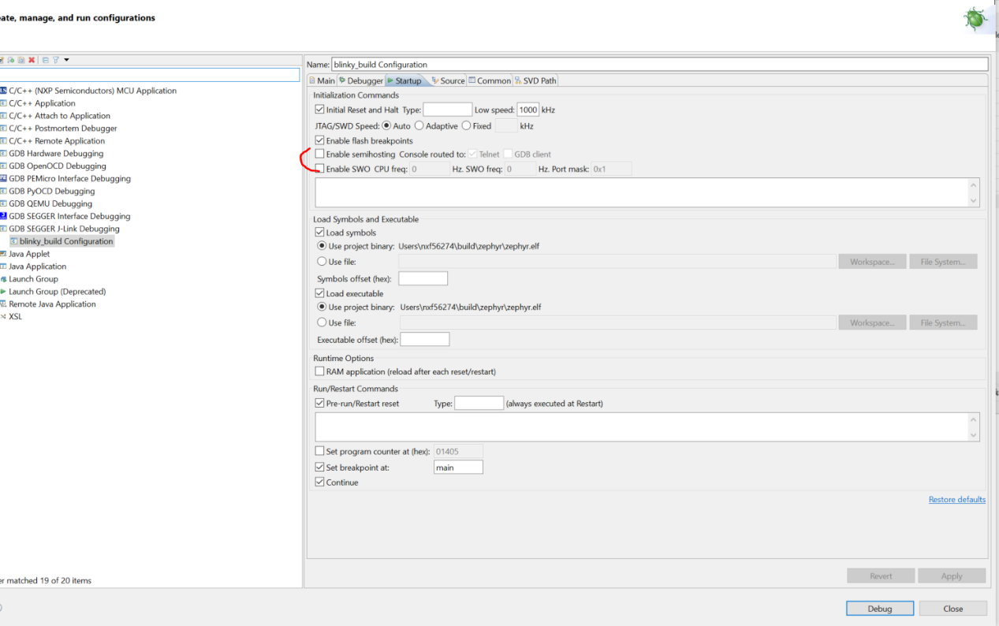 eate, manage, and run configurations
Name: blinky_build Configuration
Main Debugger Startup Source Common SVD Path
C/C++ (NXP Semiconductors) MCU Application
C/C++ Application
C/C++ Attach to Application
C/C++ Postmortem Debugger
C/C++ Remote Application
GDB Hardware Debugging
GDB OpenOCD Debugging
GDB PEMicro Interface Debugging
GDB PyOCD Debugging
GDB QEMU Debugging
GDB SEGGER Interface Debugging
GDB SEGGER J-Link Debugging
blinky_build Configuration
Java Applet
Java Application
Launch Group
Launch Group (Deprecated)
Remote Java Application
XSL
er matched 19 of 20 items
Initialization Commands
Initial Reset and Halt Type: Low speed: 1000 kHz
JTAG/SWD Speed: Auto Adaptive Fixed kHz
Enable flash breakpoints
Enable semihosting Console routed to: Telnet GDB client
Enable SWO CPU freq: 0 Hz. SWO freq: 0 Hz. Port mask: 0x1
Load Symbols and Executable
Load symbols
Use project binary: Users\nxf56274\build\zephyr\zephyr.elf
Use file: Workspace... File System...
Symbols offset (hex):
Load executable
Use project binary: Users\nxf56274\build\zephyr\zephyr.elf
Use file: Workspace... File System...
Executable offset (hex):
Runtime Options
RAM application (reload after each reset/restart)
Run/Restart Commands
Pre-run/Restart reset Type: (always executed at Restart)
Set program counter at (hex): 01405
Set breakpoint at: main
Continue
Restore defaults
Revert Apply
Debug Close